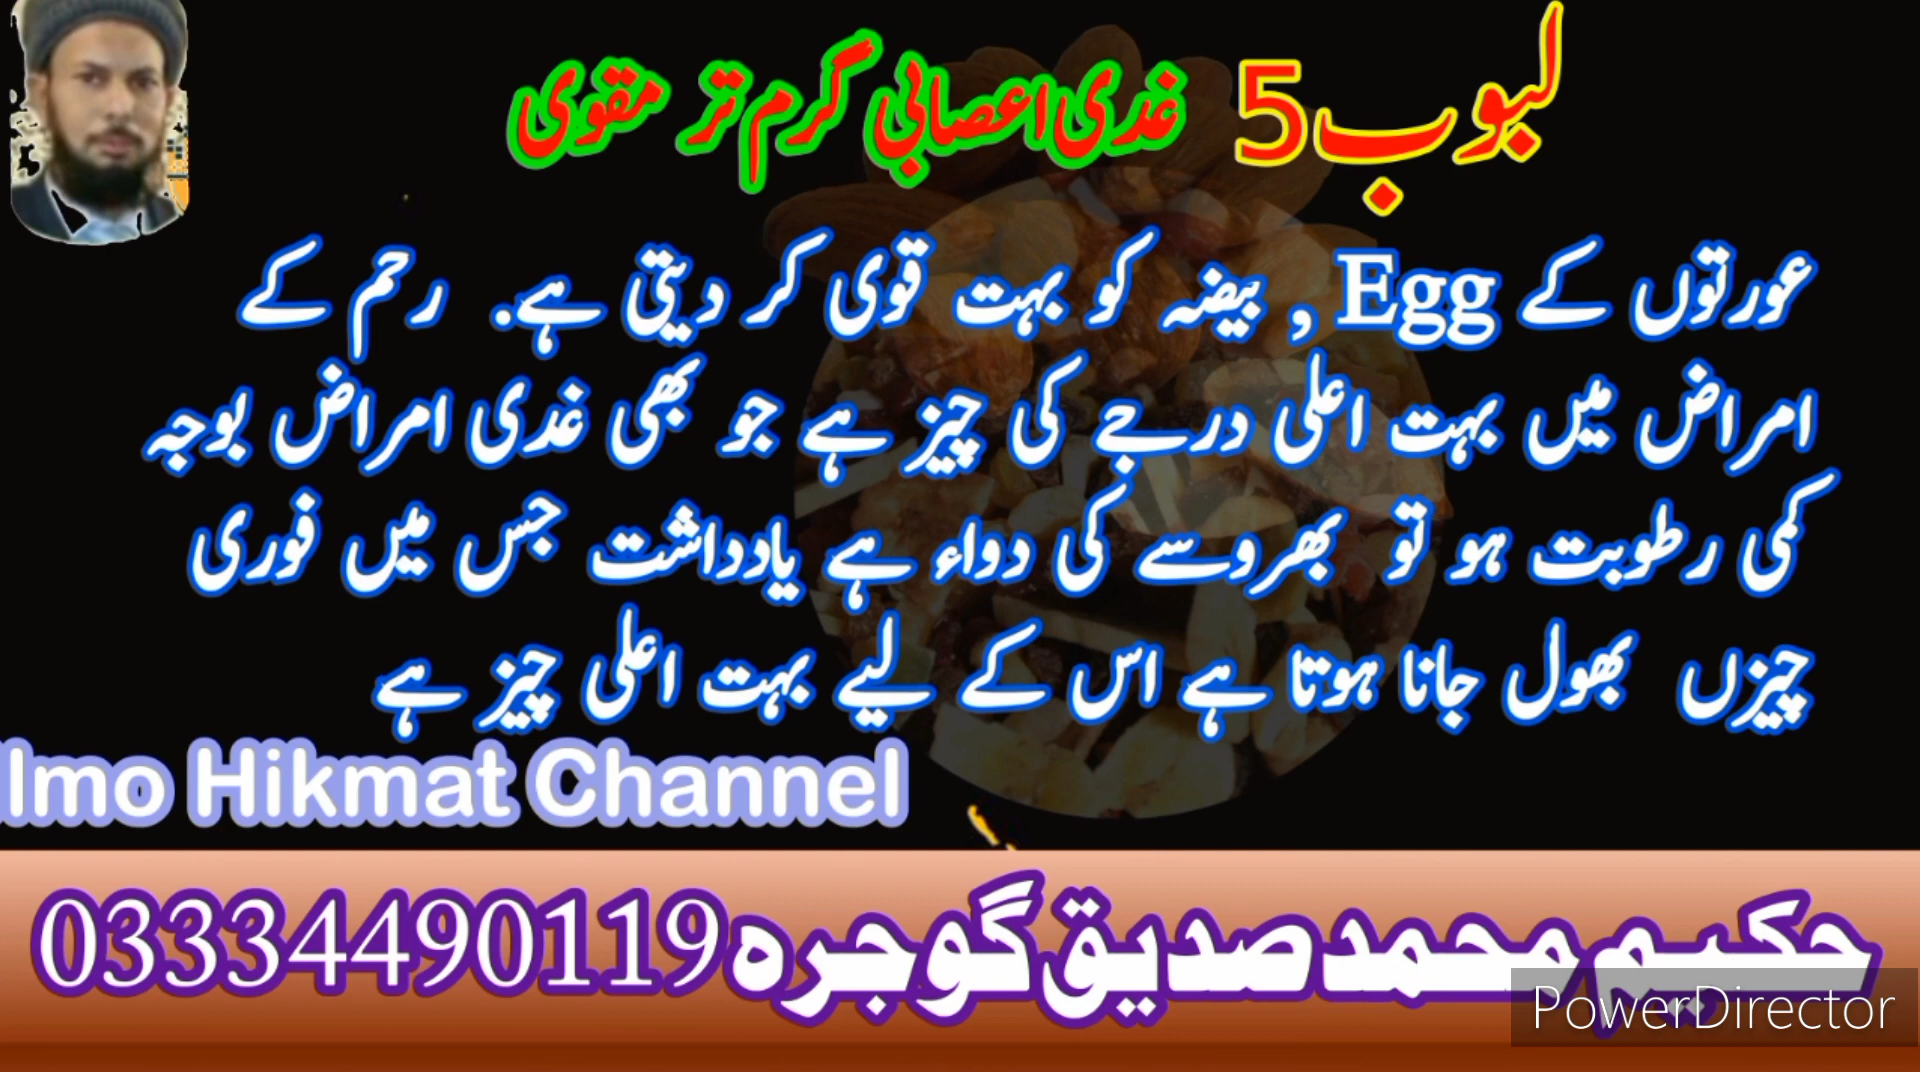 لبوب 5 غدی اعصابی گرم تر مقوی
عورتوں کے Egg , بیضہ کو بہت قوی کر دیتی ہے. رحم کے
امراض میں بہت اعلی درجے کی چیز ہے جو بھی غدی امراض بوجہ
کمی رطوبت ہو تو بھروسے کی دواء ہے یادداشت جس میں فوری
چیزں بھول جانا ہوتا ہے اس کے لیے بہت اعلی چیز ہے
lmo Hikmat Channel
حکیم محمد صدیق گوجرہ 03334490119
PowerDirector